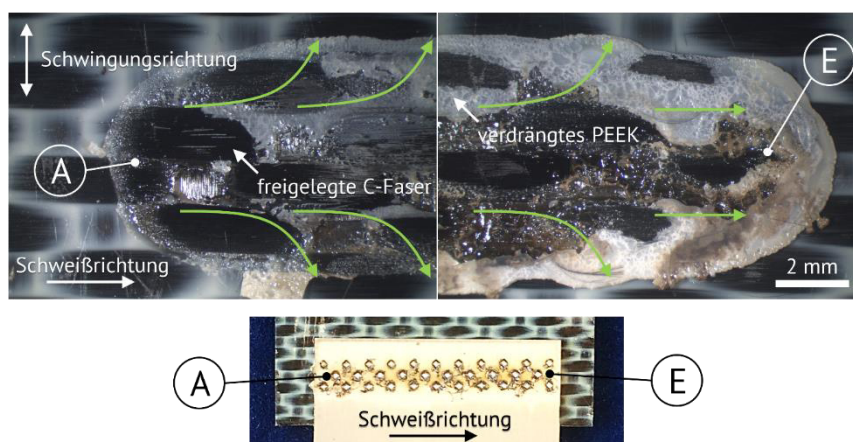 Schwingungsrichtung
E
A
verdrängtes PEEK
freigelegte C-Faser
Schweißrichtung
2 mm
A
E
Schweißrichtung